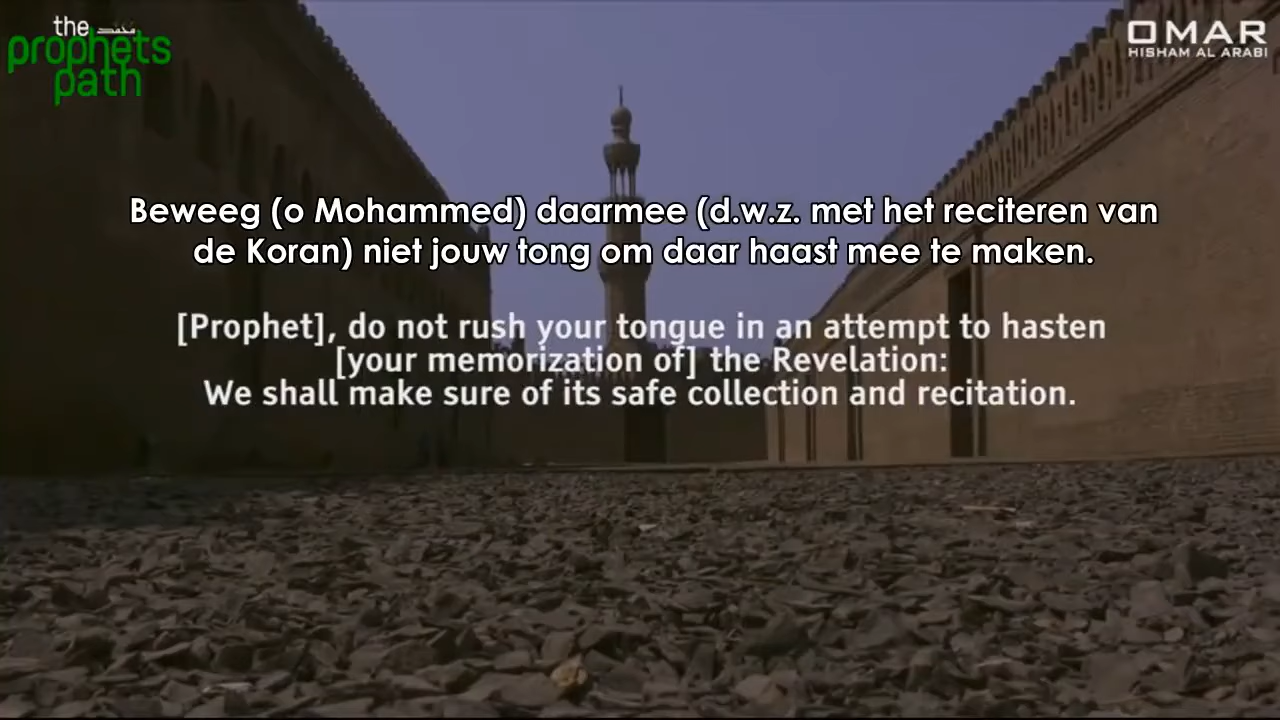 the محمد
prophets
path
OMAR
HISHAM AL ARABI
Beweeg (o Mohammed) daarmee (d.w.z. met het reciteren van
de Koran) niet jouw tong om daar haast mee te maken.
[Prophet], do not rush your tongue in an attempt to hasten
[your memorization of] the Revelation:
We shall make sure of its safe collection and recitation.